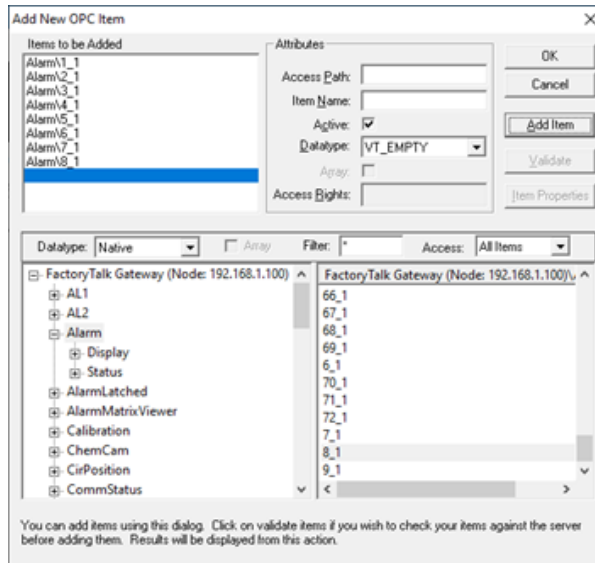 Add New OPC Item
Items to be Added
Alarm\1_1
Alarm\2_1
Alarm\3_1
Alarm\4_1
Alarm\5_1
Alarm\6_1
Alarm\7_1
Alarm\8_1
Attributes
Access Path:
Item Name:
Active:
Datatype: VT_EMPTY
Array:
Access Rights:
OK
Cancel
Add Item
Validate
Item Properties
Datatype: Native Array Filter: * Access: All Items
FactoryTalk Gateway (Node: 192.168.1.100)
AL1
AL2
Alarm
Display
Status
AlarmLatched
AlarmMatrixViewer
Calibration
ChemCam
CirPosition
CommStatus
FactoryTalk Gateway (Node: 192.168.1.100)\
66_1
67_1
68_1
69_1
6_1
70_1
71_1
72_1
7_1
8_1
9_1
You can add items using this dialog. Click on validate items if you wish to check your items against the server
before adding them. Results will be displayed from this action.